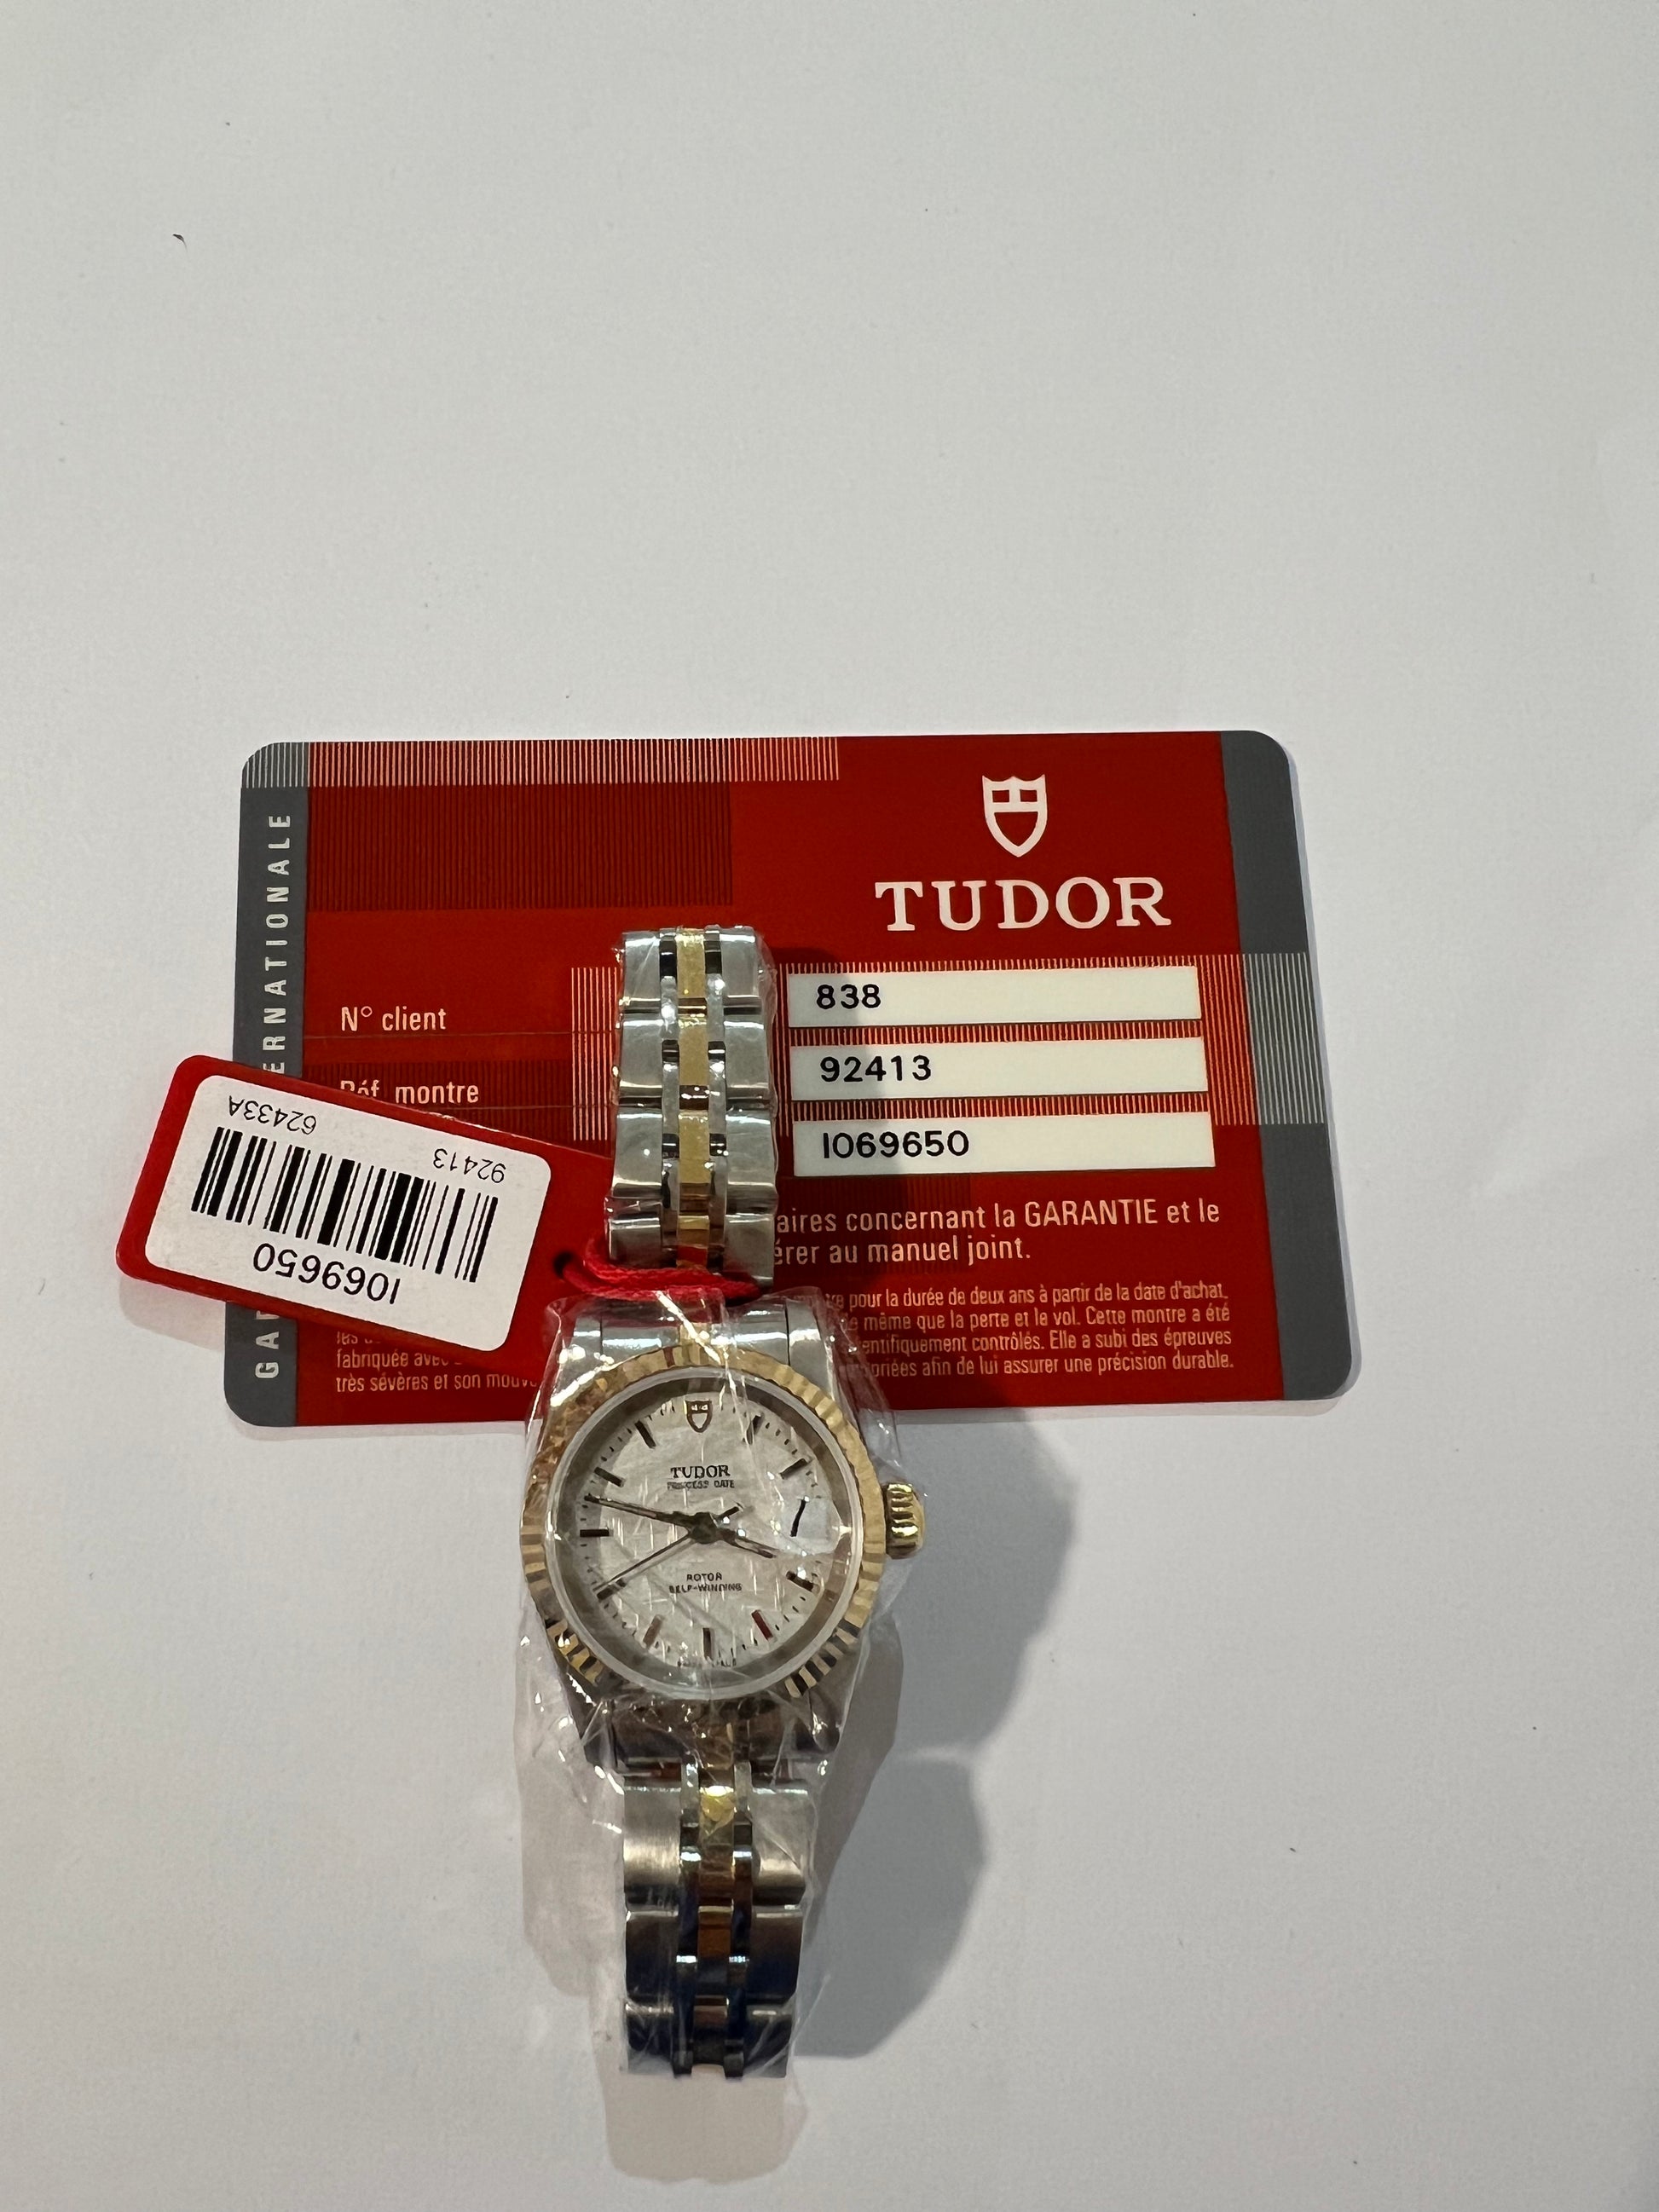 GARANTIE INTERNATIONALE
TUDOR
N° client
838
Réf. montre
92413
I069650
62433A
92413
I069650
aires concernant la GARANTIE et le
érer au manuel joint.
pour la durée de deux ans à partir de la date d'achat,
même que la perte et le vol. Cette montre a été
fabriquée avec
entifiquement contrôlés. Elle a subi des épreuves
très sévères et son mouv
priées afin de lui assurer une précision durable.
TUDOR
PRINCESS DATE
ROTOR
SELF-WINDING